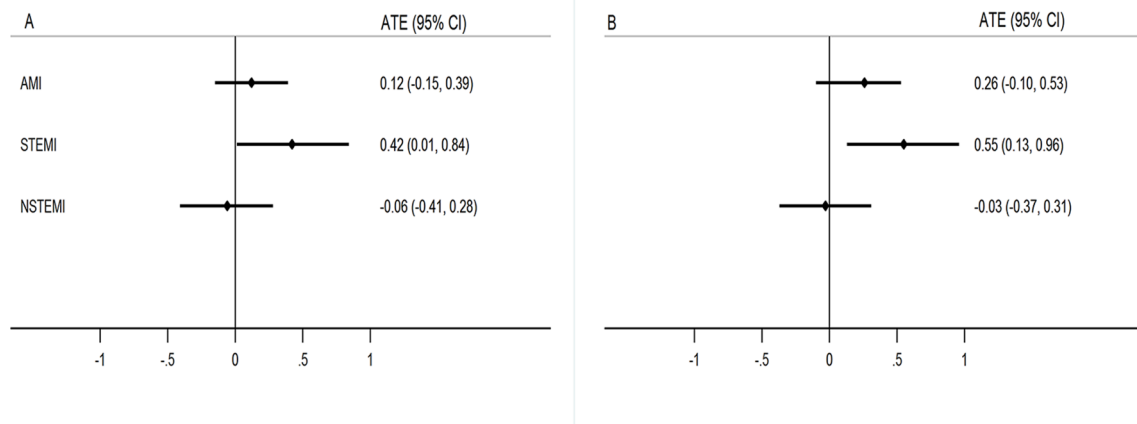 A ATE (95% CI)
AMI 0.12 (-0.15, 0.39)
STEMI 0.42 (0.01, 0.84)
NSTEMI -0.06 (-0.41, 0.28)
-1 -.5 0 .5 1
B ATE (95% CI)
0.26 (-0.10, 0.53)
0.55 (0.13, 0.96)
-0.03 (-0.37, 0.31)
-1 -.5 0 .5 1